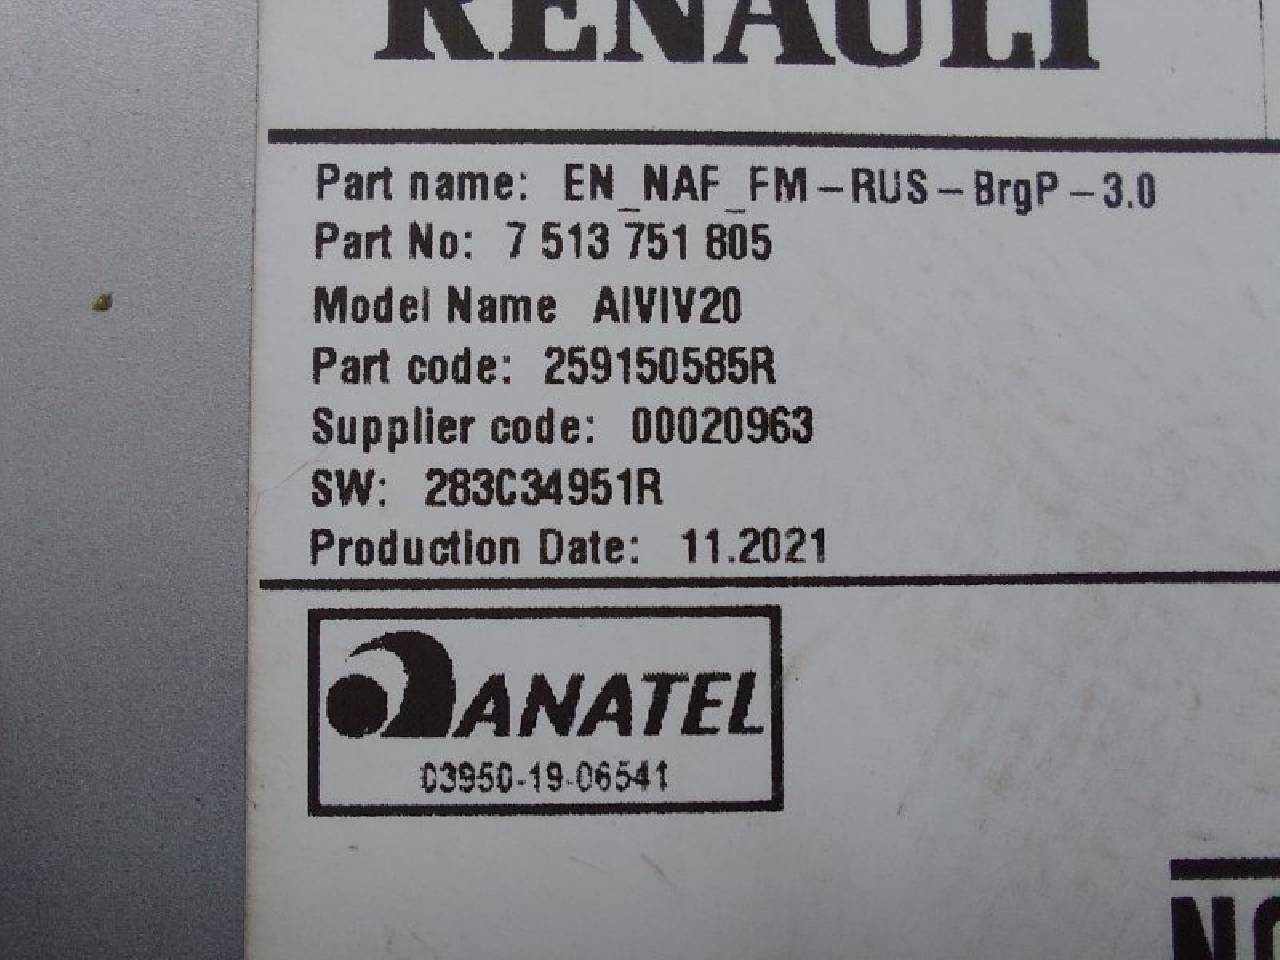 RENAULT
Part name: EN_NAF_FM-RUS-BrgP-3.0
Part No: 7 513 751 805
Model Name AIVIV20
Part code: 259150585R
Supplier code: 00020963
SW: 283C34951R
Production Date: 11.2021
ANATEL
03950-19-06541